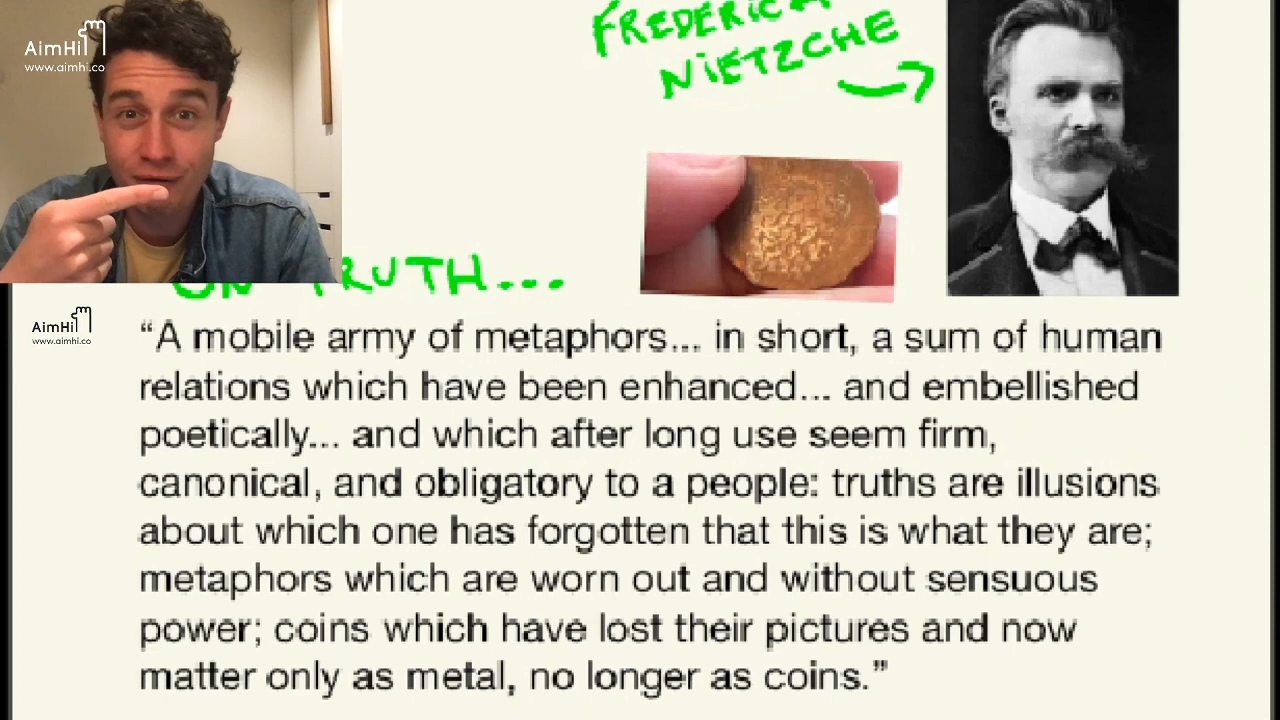 AimHi
www.aimhi.co
FREDERICK
NIETZCHE
ON TRUTH...
AimHi
www.aimhi.co
“A mobile army of metaphors... in short, a sum of human
relations which have been enhanced... and embellished
poetically... and which after long use seem firm,
canonical, and obligatory to a people: truths are illusions
about which one has forgotten that this is what they are;
metaphors which are worn out and without sensuous
power; coins which have lost their pictures and now
matter only as metal, no longer as coins.”